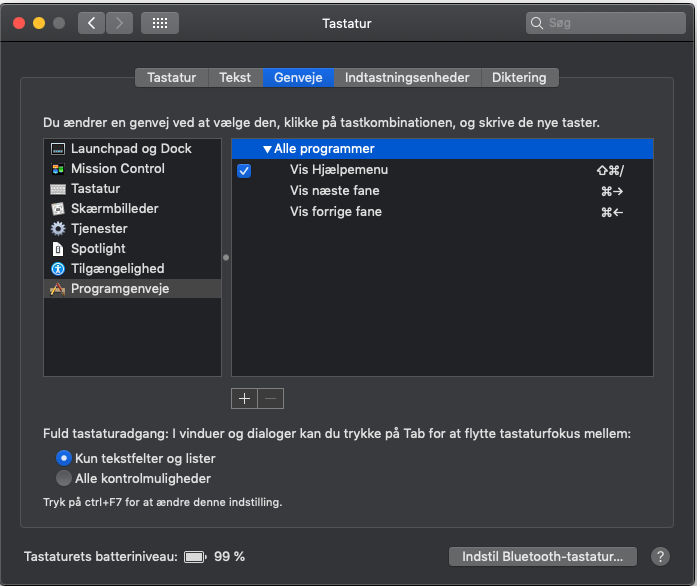 Tastatur
Søg
Tastatur Tekst Genveje Indtastningsenheder Diktering
Du ændrer en genvej ved at vælge den, klikke på tastkombinationen, og skrive de nye taster.
Launchpad og Dock
Mission Control
Tastatur
Skærmbilleder
Tjenester
Spotlight
Tilgængelighed
Programgenveje
▼Alle programmer
Vis Hjælpemenu ⇧⌘/
Vis næste fane ⌘→
Vis forrige fane ⌘←
+ −
Fuld tastaturadgang: I vinduer og dialoger kan du trykke på Tab for at flytte tastaturfokus mellem:
Kun tekstfelter og lister
Alle kontrolmuligheder
Tryk på ctrl+F7 for at ændre denne indstilling.
Tastaturets batteriniveau: 99 %
Indstil Bluetooth-tastatur... ?